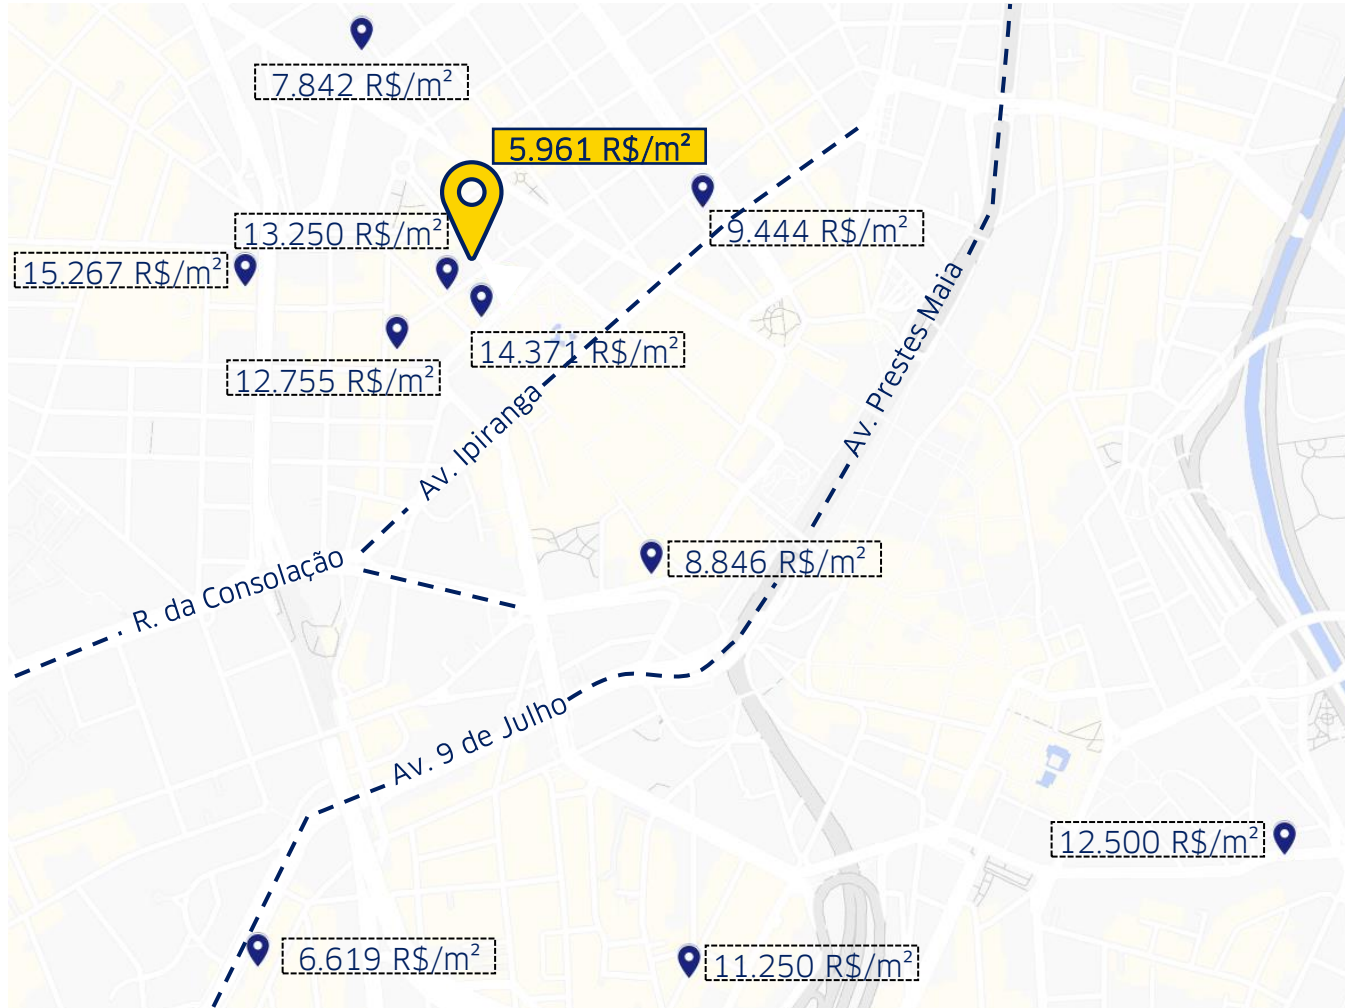 7.842 R$/m²
5.961 R$/m²
9.444 R$/m²
13.250 R$/m²
15.267 R$/m²
14.371 R$/m²
12.755 R$/m²
Av. Prestes Maia
Av. Ipiranga
8.846 R$/m²
R. da Consolação
Av. 9 de Julho
12.500 R$/m²
6.619 R$/m²
11.250 R$/m²